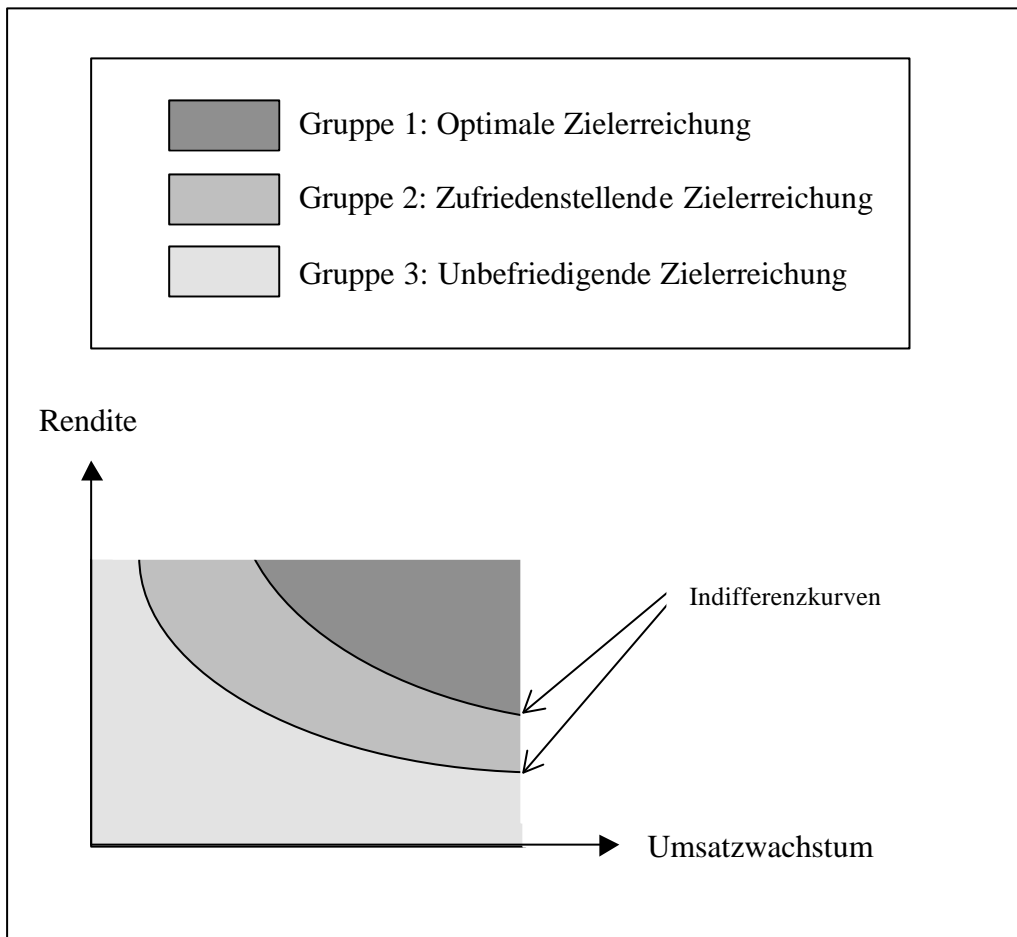 Gruppe 1: Optimale Zielerreichung
Gruppe 2: Zufriedenstellende Zielerreichung
Gruppe 3: Unbefriedigende Zielerreichung
Rendite
Indifferenzkurven
Umsatzwachstum